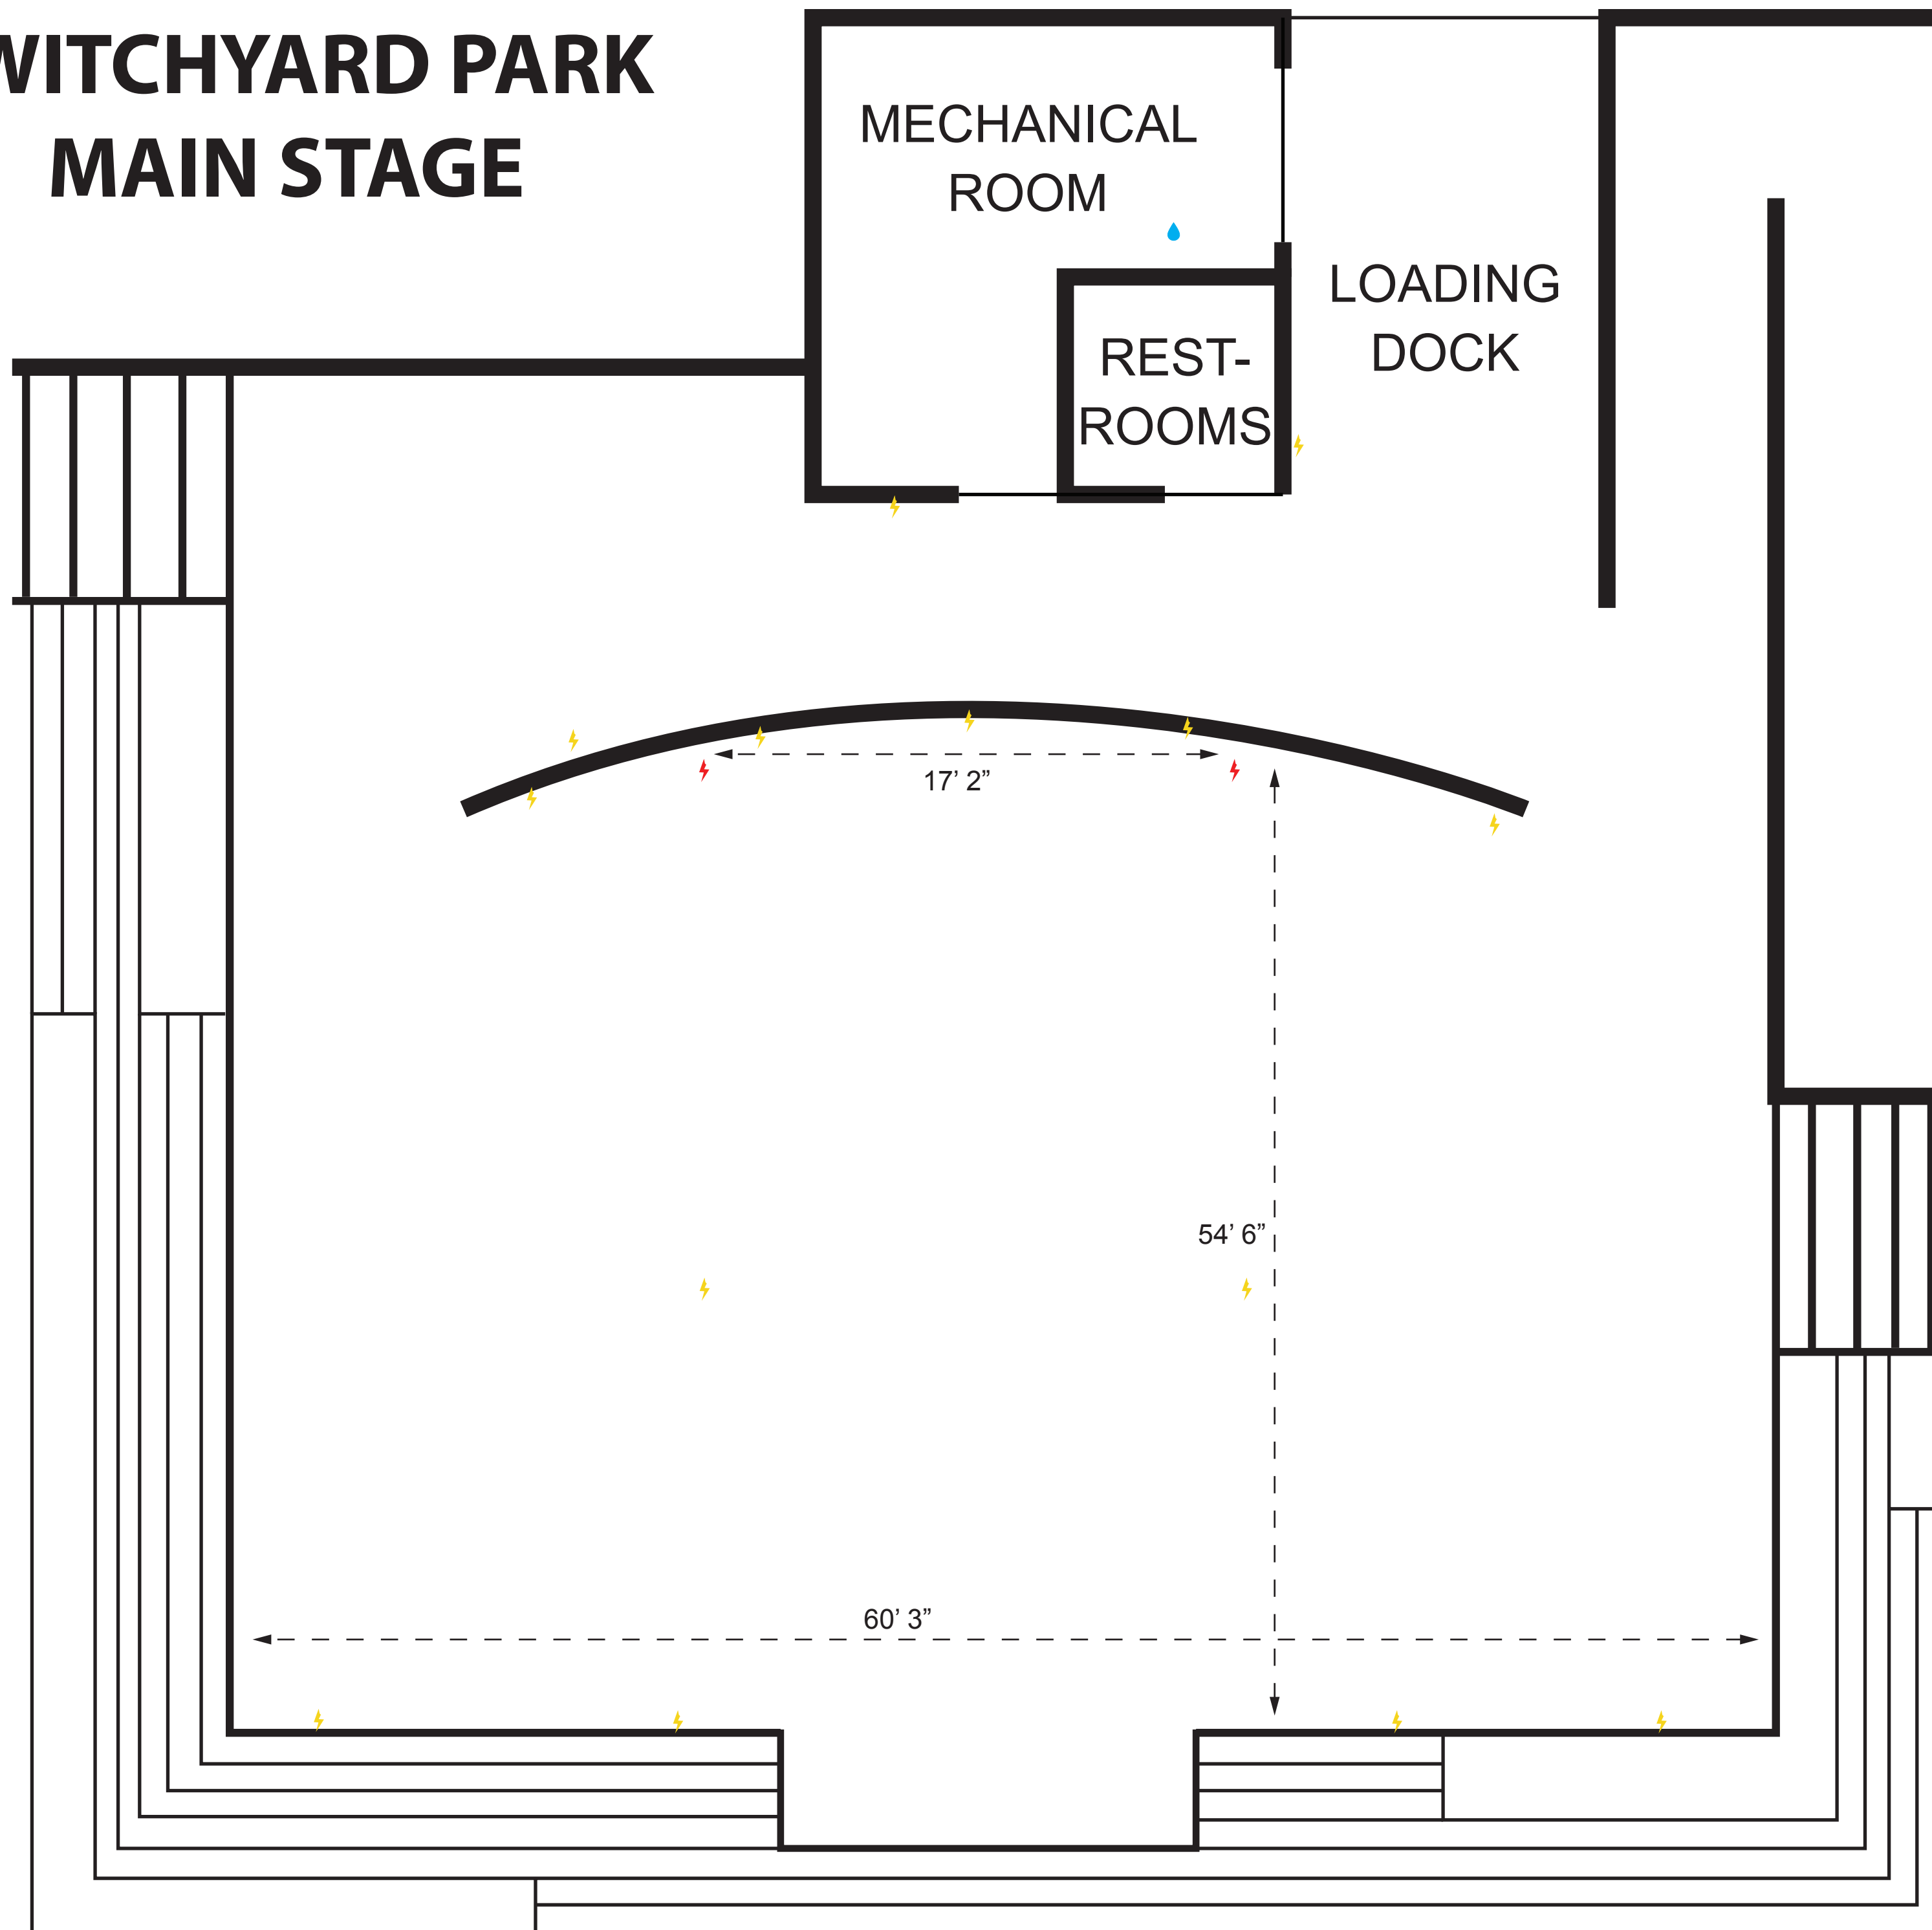 WITCHYARD PARK
MAIN STAGE
MECHANICAL
ROOM
LOADING
DOCK
REST-
ROOMS
17’ 2”
54’ 6”
60’ 3”